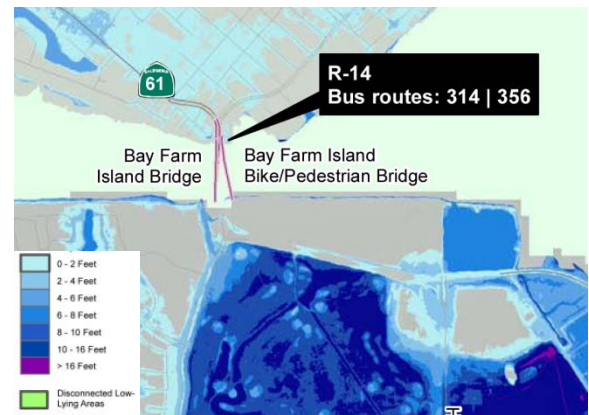 CALIFORNIA
61
R-14
Bus routes: 314 | 356
Bay Farm
Island Bridge
Bay Farm Island
Bike/Pedestrian Bridge
0 - 2 Feet
2 - 4 Feet
4 - 6 Feet
6 - 8 Feet
8 - 10 Feet
10 - 16 Feet
> 16 Feet
Disconnected Low-
Lying Areas